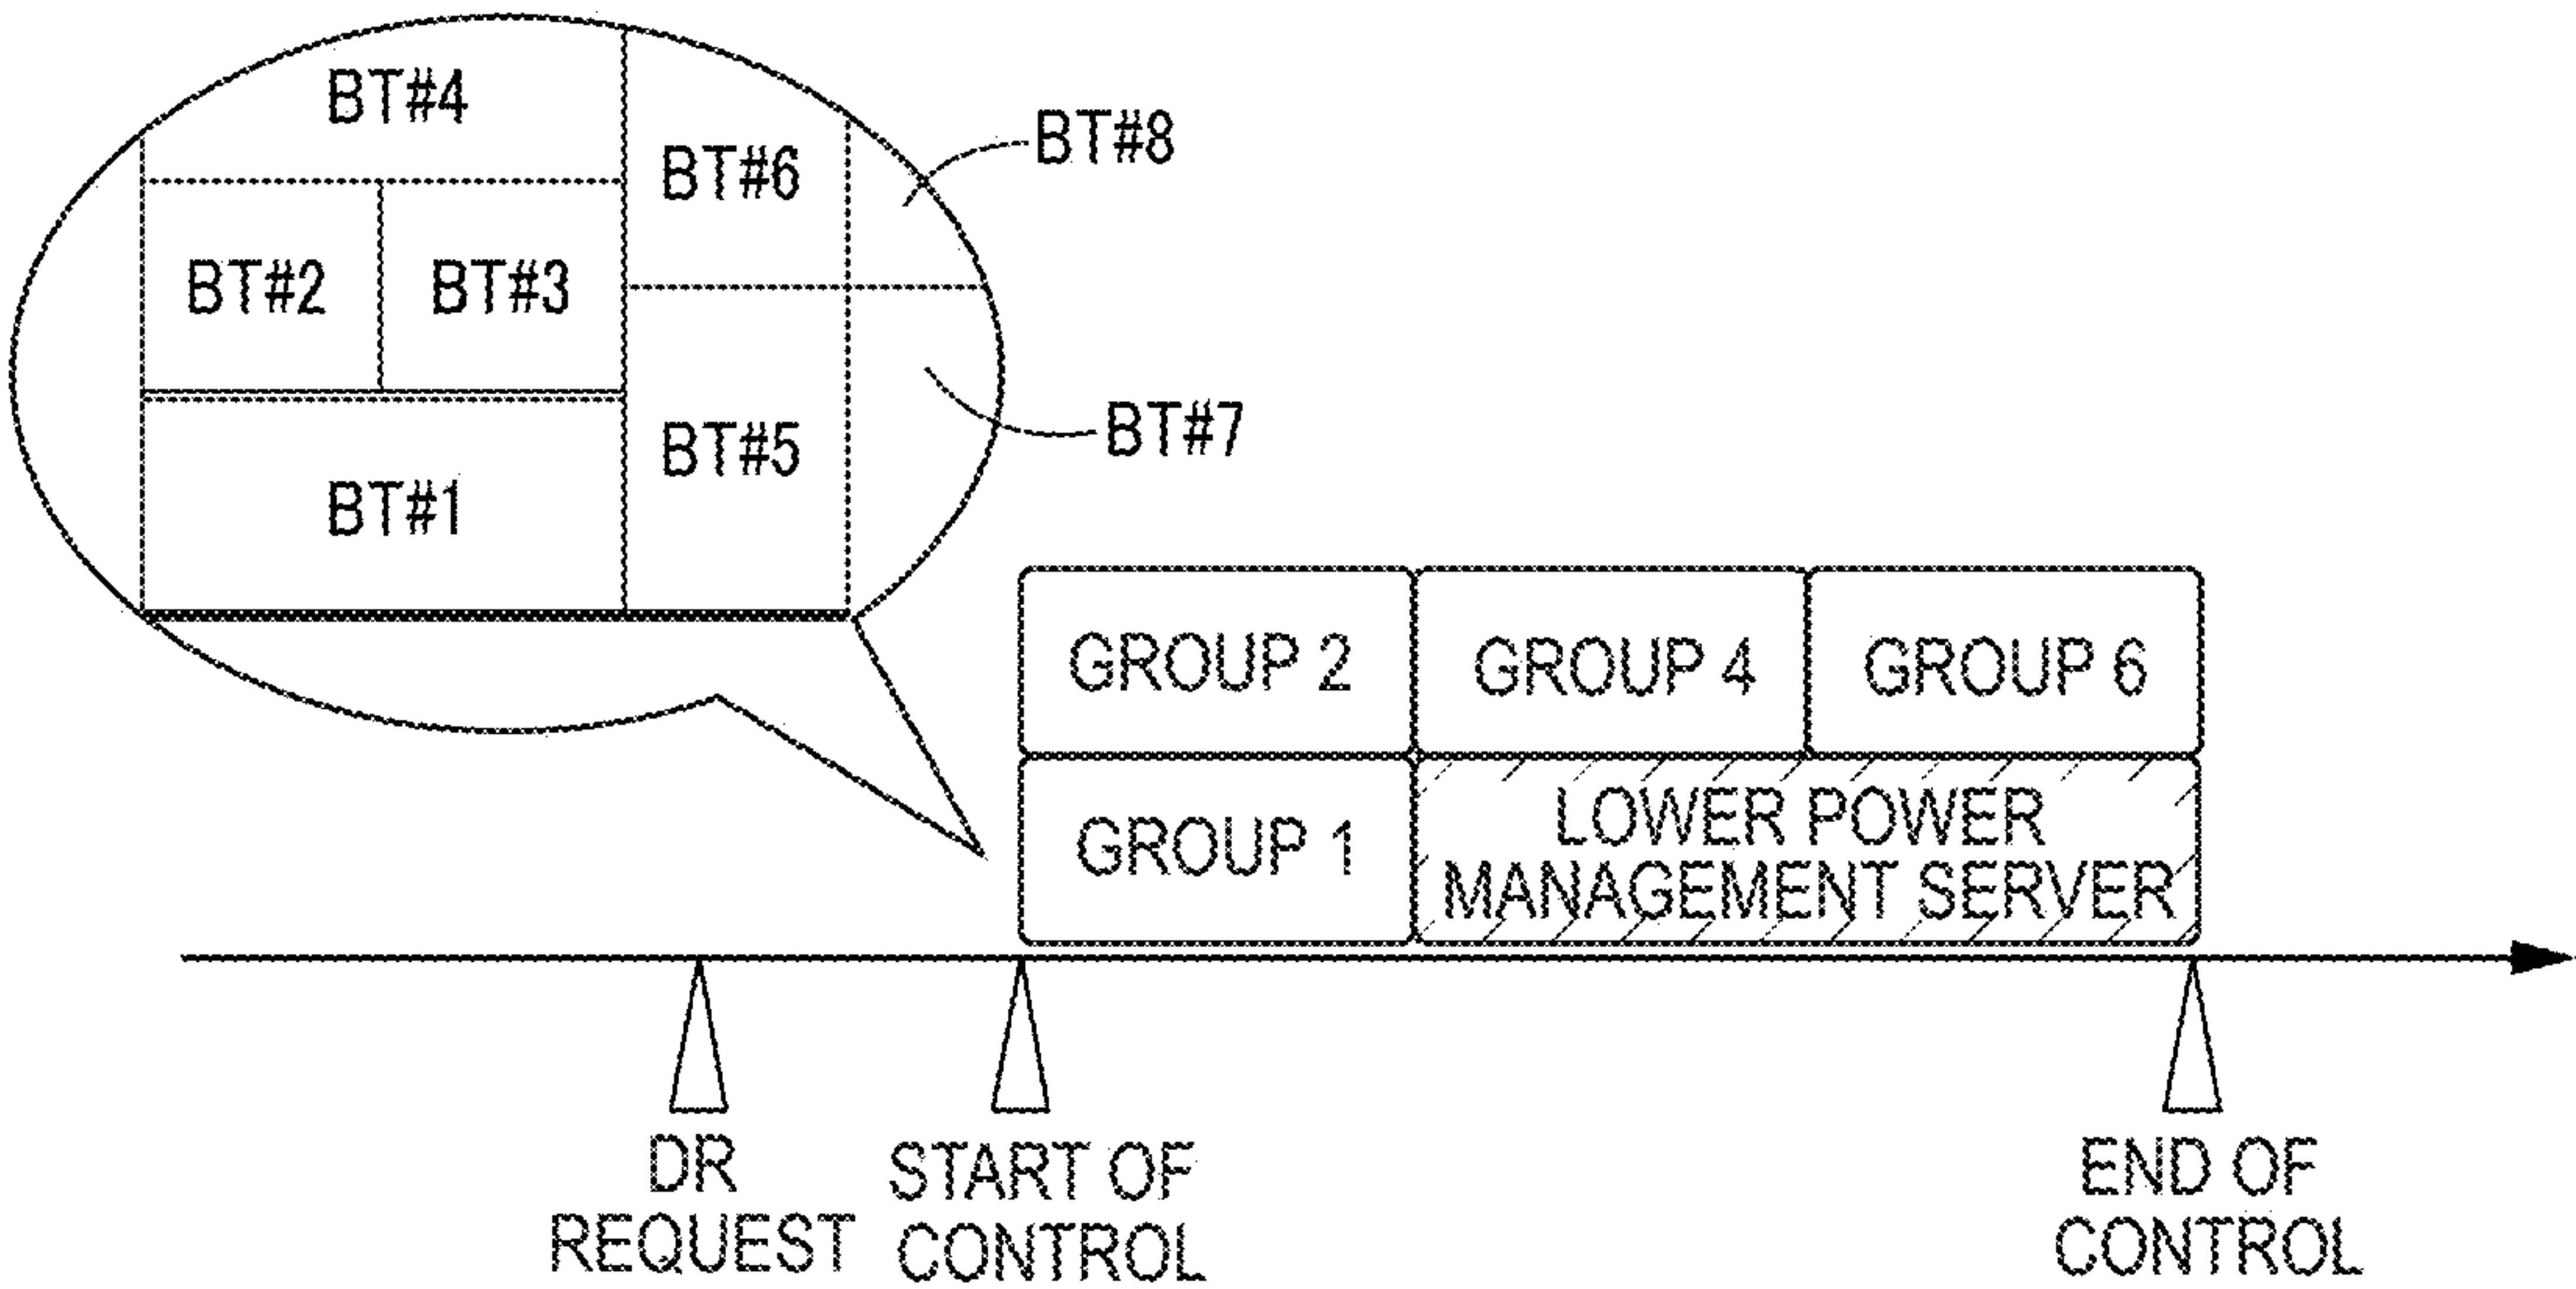 BT#4
BT#6
BT#8
BT#2
BT#3
BT#5
BT#7
BT#1
GROUP 2
GROUP 4
GROUP 6
GROUP 1
LOWER POWER
MANAGEMENT SERVER
DR
REQUEST
START OF
CONTROL
END OF
CONTROL